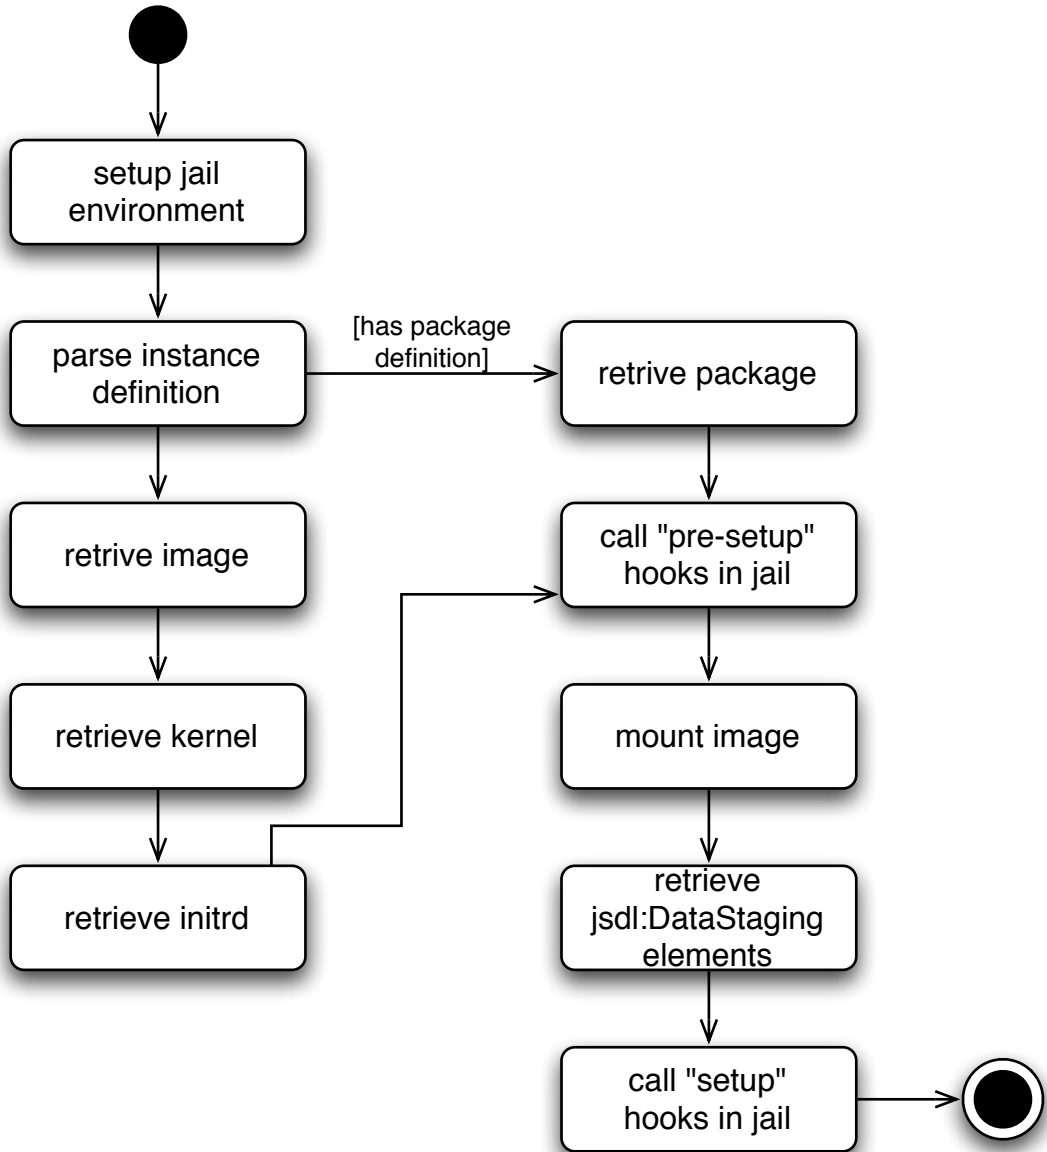 setup jail
environment
parse instance
definition
[has package
definition]
retrive package
retrive image
call "pre-setup"
hooks in jail
retrieve kernel
mount image
retrieve initrd
retrieve
jsdl:DataStaging
elements
call "setup"
hooks in jail